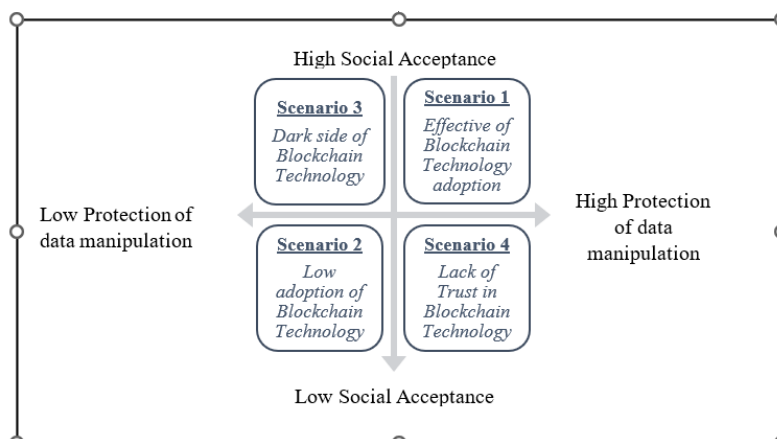 High Social Acceptance
Scenario 3
Dark side of
Blockchain
Technology
Scenario 1
Effective of
Blockchain
Technology
adoption
Low Protection of
data manipulation
High Protection
of data
manipulation
Scenario 2
Low
adoption of
Blockchain
Technology
Scenario 4
Lack of
Trust in
Blockchain
Technology
Low Social Acceptance